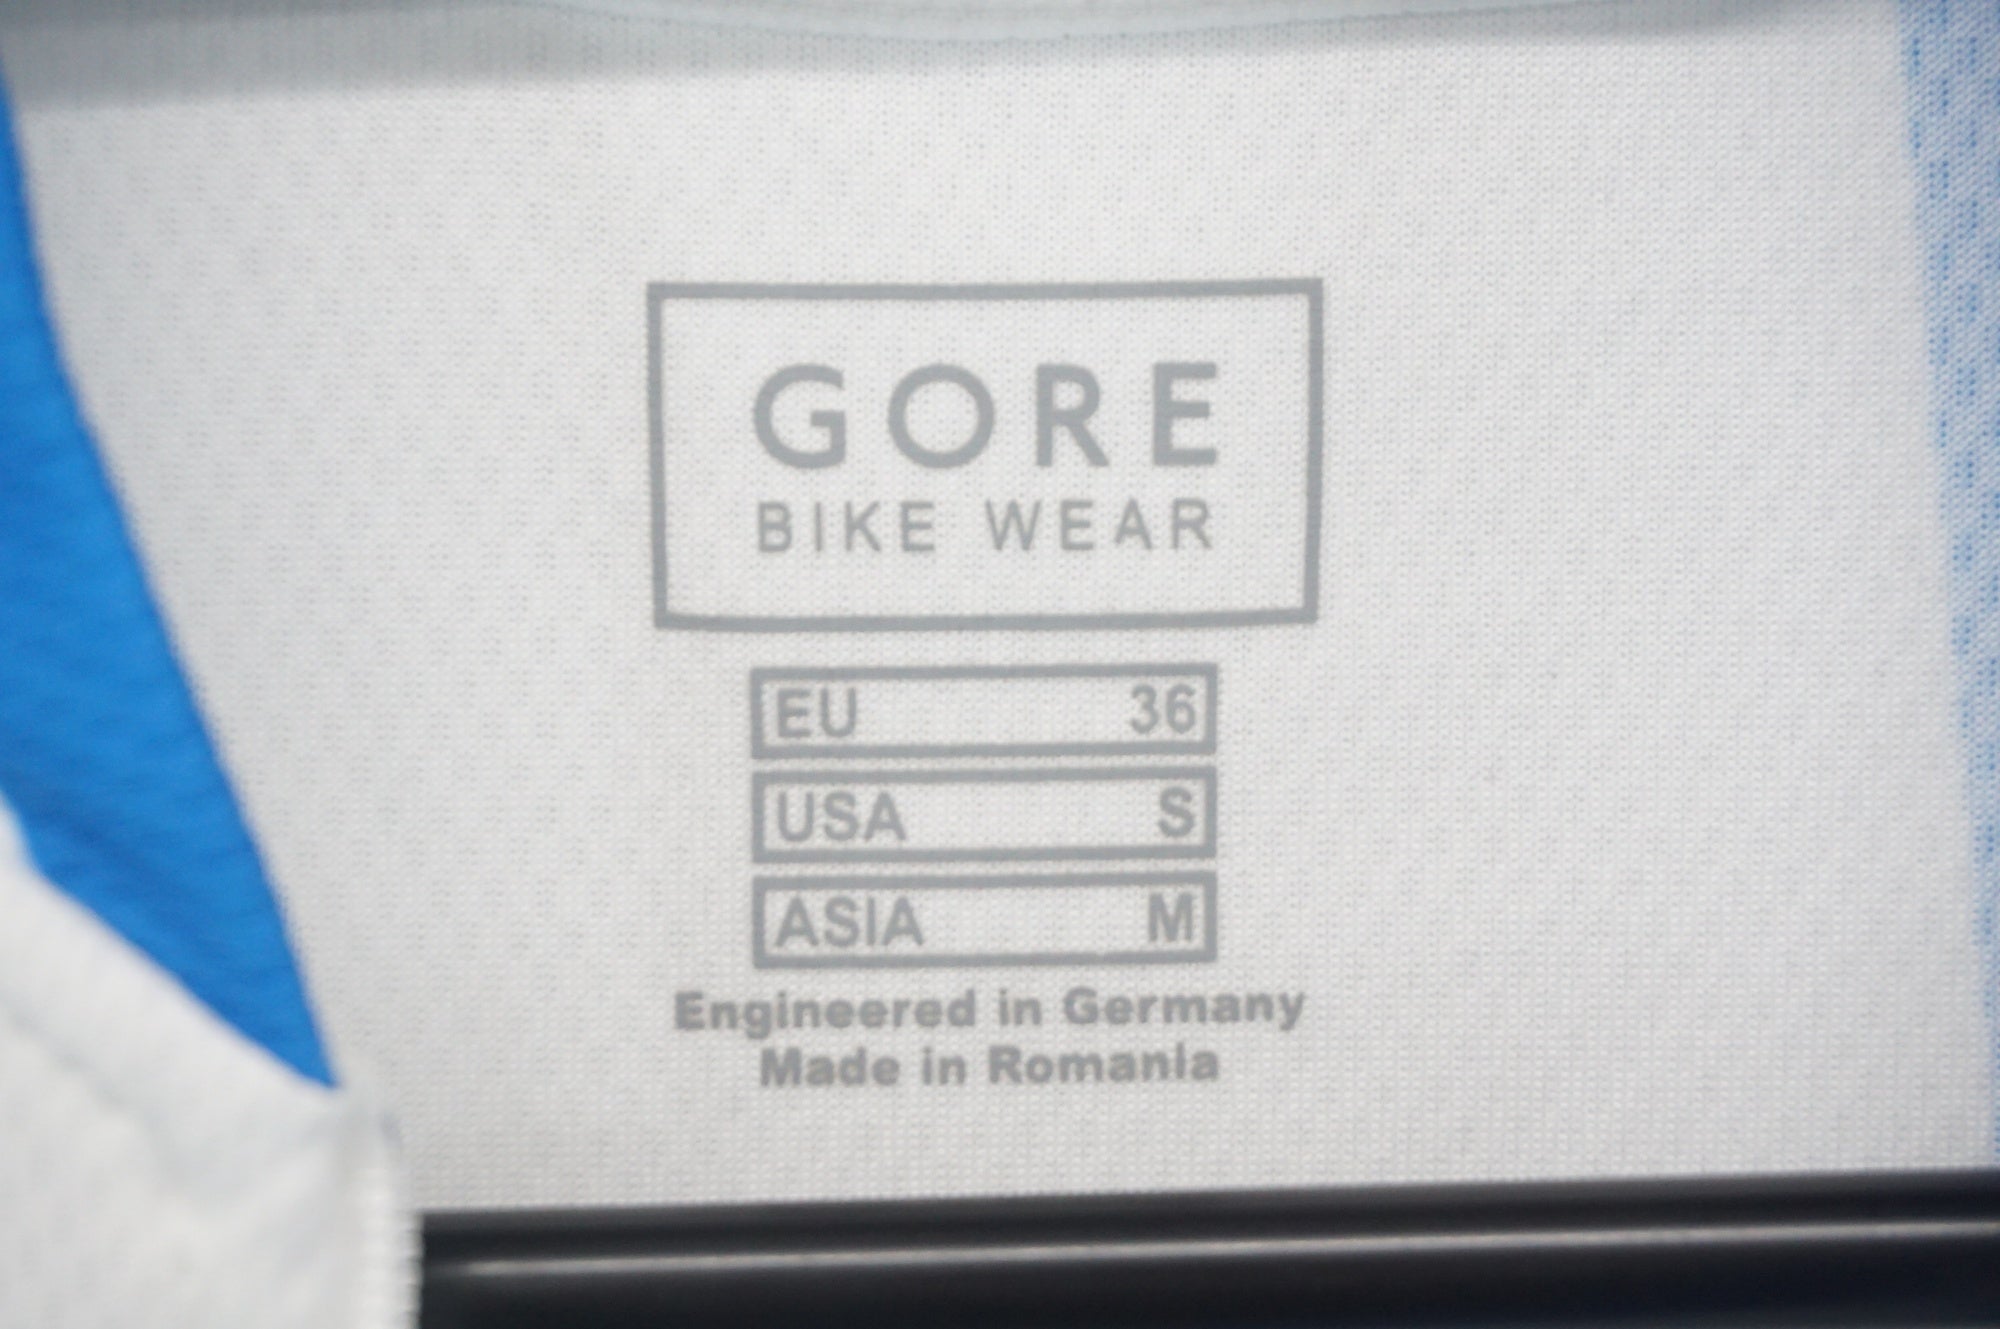 GORE
BIKE WEAR
EU 36
USA S
ASIA M
Engineered in Germany
Made in Romania